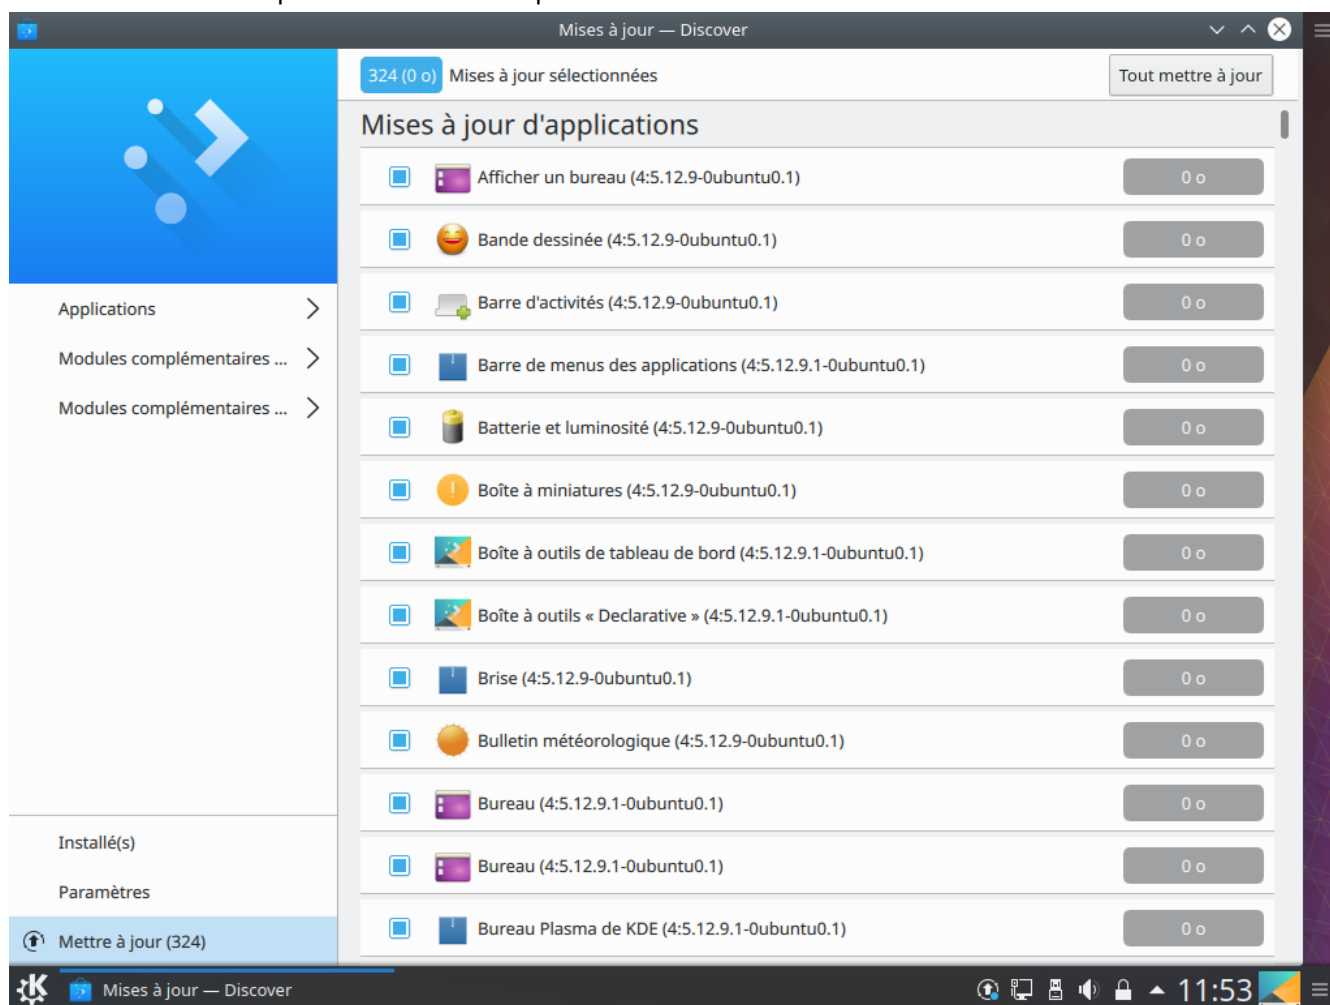 Mises à jour — Discover
324 (0 o) Mises à jour sélectionnées
Tout mettre à jour
Mises à jour d'applications
Afficher un bureau (4:5.12.9-0ubuntu0.1) 0 o
Bande dessinée (4:5.12.9-0ubuntu0.1) 0 o
Barre d'activités (4:5.12.9-0ubuntu0.1) 0 o
Barre de menus des applications (4:5.12.9.1-0ubuntu0.1) 0 o
Batterie et luminosité (4:5.12.9-0ubuntu0.1) 0 o
Boîte à miniatures (4:5.12.9-0ubuntu0.1) 0 o
Boîte à outils de tableau de bord (4:5.12.9.1-0ubuntu0.1) 0 o
Boîte à outils « Declarative » (4:5.12.9.1-0ubuntu0.1) 0 o
Brise (4:5.12.9-0ubuntu0.1) 0 o
Bulletin météorologique (4:5.12.9-0ubuntu0.1) 0 o
Bureau (4:5.12.9.1-0ubuntu0.1) 0 o
Bureau (4:5.12.9.1-0ubuntu0.1) 0 o
Bureau Plasma de KDE (4:5.12.9.1-0ubuntu0.1) 0 o
Applications
Modules complémentaires ...
Modules complémentaires ...
Installé(s)
Paramètres
Mettre à jour (324)
Mises à jour — Discover
11:53